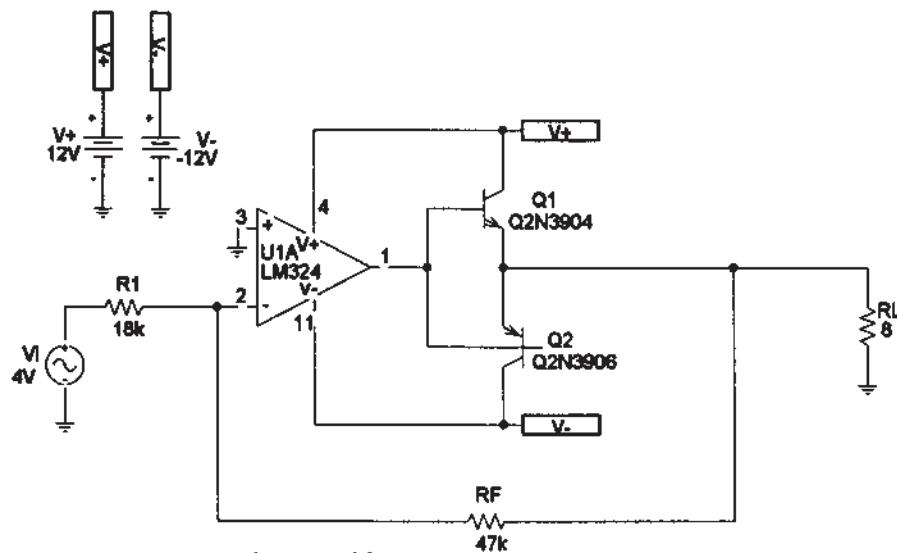 V+
V-
V+
12V
V-
-12V
V+
4
Q1
Q2N3904
3
+
V+
U1A
LM324
1
V-
2
-
11
R1
18k
VI
4V
Q2
Q2N3906
V-
RL
8
RF
47k